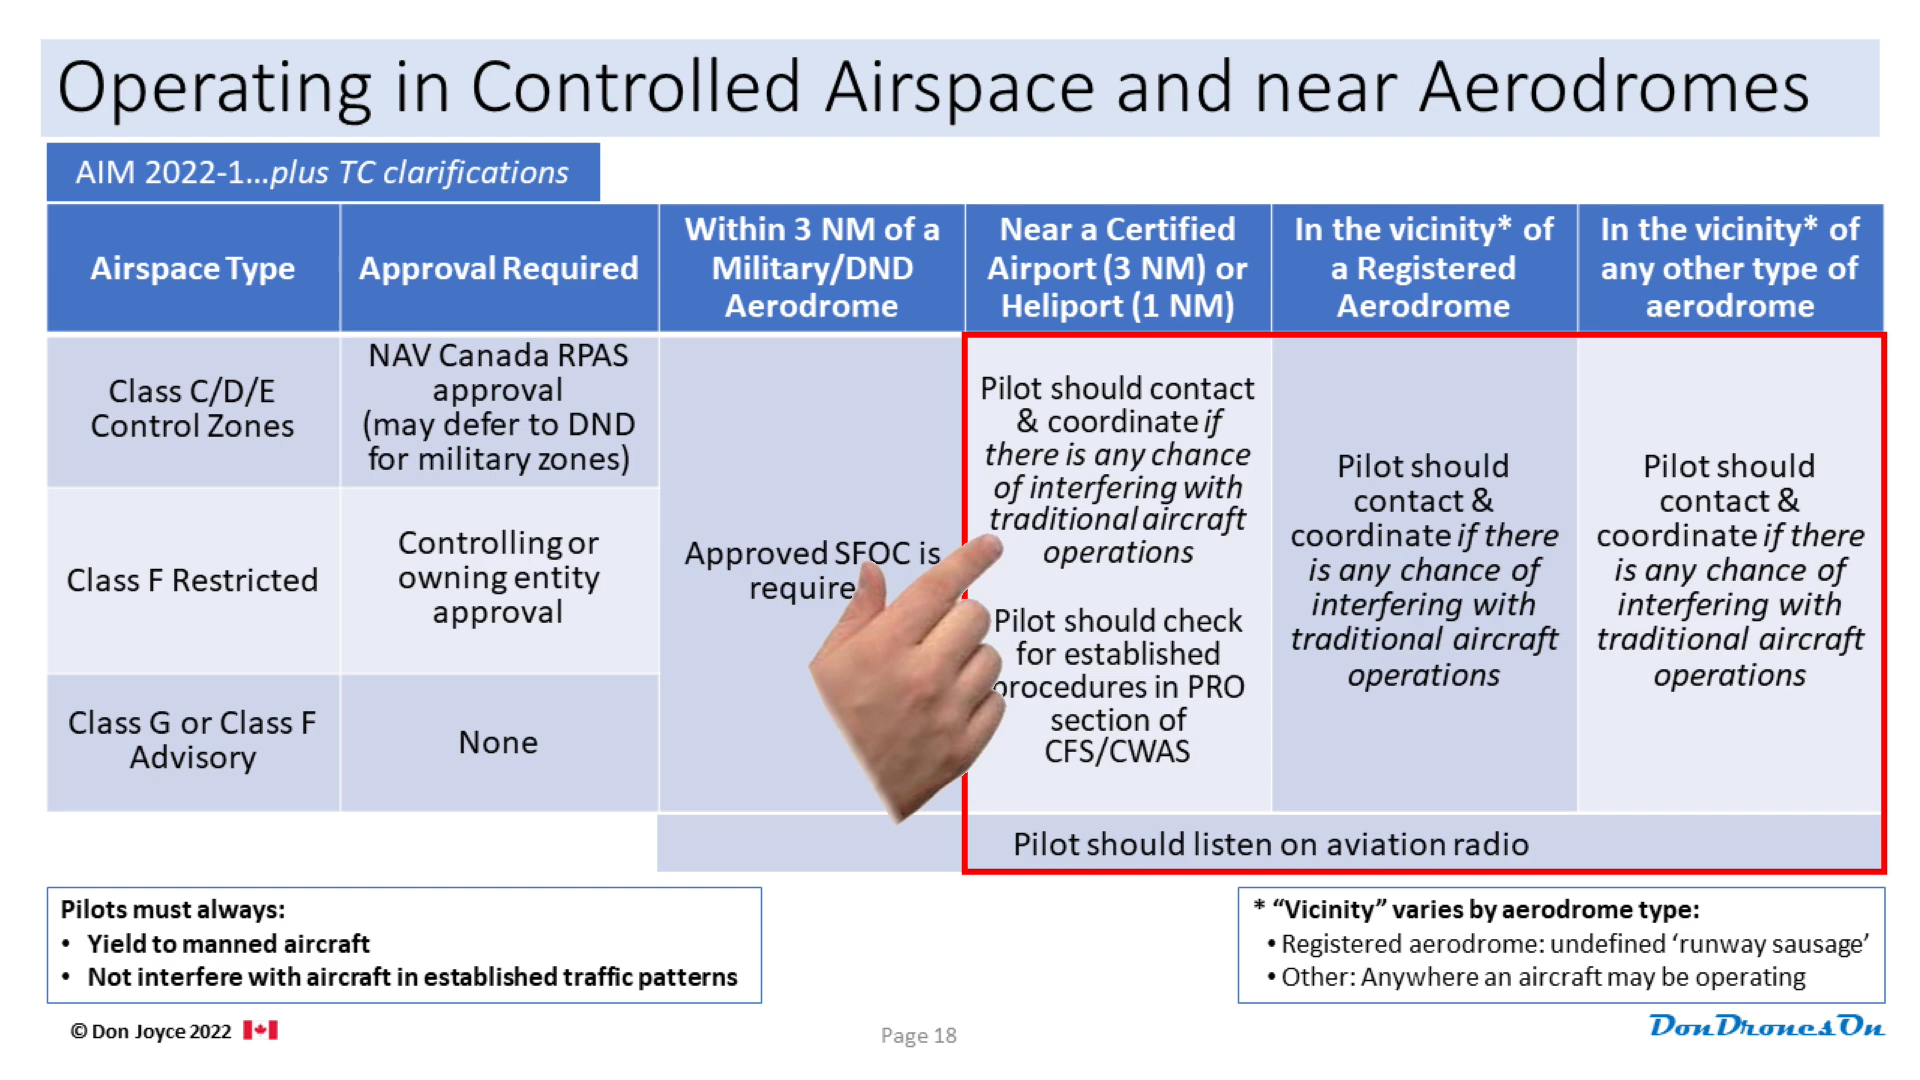 Operating in Controlled Airspace and near Aerodromes
AIM 2022-1...plus TC clarifications
Airspace Type
Approval Required
Within 3 NM of a
Military/DND
Aerodrome
Near a Certified
Airport (3 NM) or
Heliport (1 NM)
In the vicinity* of
a Registered
Aerodrome
In the vicinity* of
any other type of
aerodrome
Class C/D/E
Control Zones
NAV Canada RPAS
approval
(may defer to DND
for military zones)
Class F Restricted
Controlling or
owning entity
approval
Class G or Class F
Advisory
None
Approved SFOC is
require
Pilot should contact
& coordinate if
there is any chance
of interfering with
traditional aircraft
operations
Pilot should check
for established
procedures in PRO
section of
CFS/CWAS
Pilot should
contact &
coordinate if there
is any chance of
interfering with
traditional aircraft
operations
Pilot should
contact &
coordinate if there
is any chance of
interfering with
traditional aircraft
operations
Pilot should listen on aviation radio
Pilots must always:
• Yield to manned aircraft
• Not interfere with aircraft in established traffic patterns
* “Vicinity” varies by aerodrome type:
• Registered aerodrome: undefined ‘runway sausage’
• Other: Anywhere an aircraft may be operating
© Don Joyce 2022
Page 18
DonDronesOn